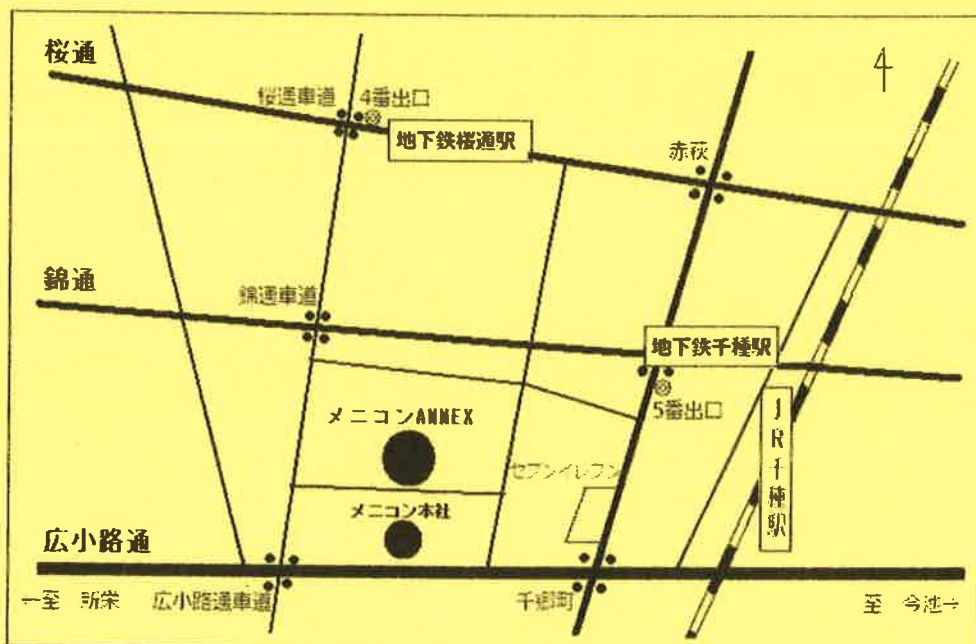 桜通
桜通車道
4番出口
地下鉄桜通駅
赤萩
錦通
錦通車道
地下鉄千種駅
5番出口
メニコンANNEX
セブンイレブン
JR千種駅
メニコン本社
広小路通
←至 新栄
広小路通車道
千郷町
至 今池→